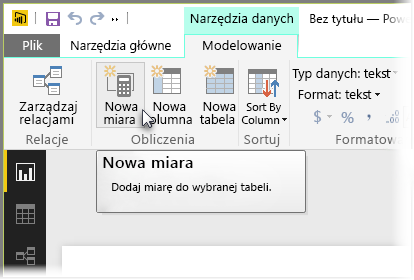 Narzędzia danych
Bez tytułu — Pow
Plik
Narzędzia główne
Modelowanie
Zarządzaj relacjami
Nowa miara
Nowa kolumna
Nowa tabela
Sort By Column
Typ danych: tekst
Format: tekst
$ % ,
Relacje
Obliczenia
Sortuj
Formatowa
Nowa miara
Dodaj miarę do wybranej tabeli.